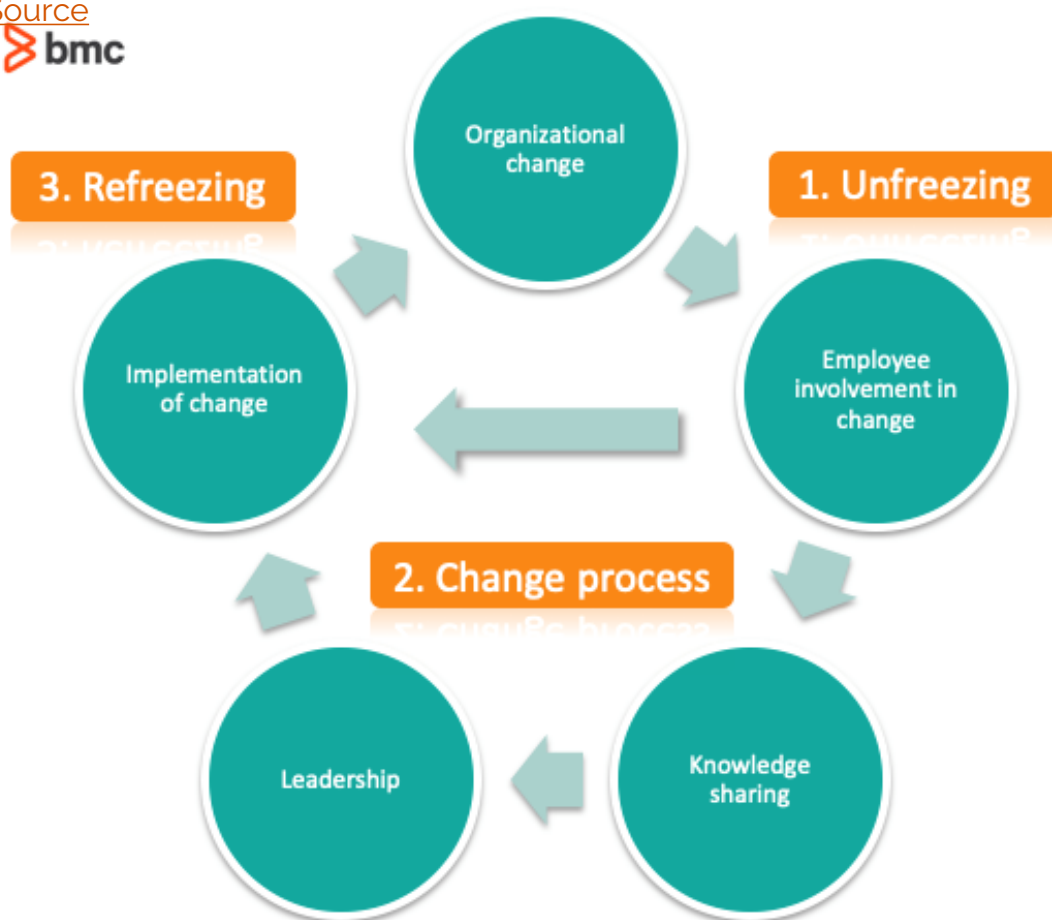 Source
bmc
Organizational
change
3. Refreezing
1. Unfreezing
Implementation
of change
Employee
involvement in
change
2. Change process
Leadership
Knowledge
sharing